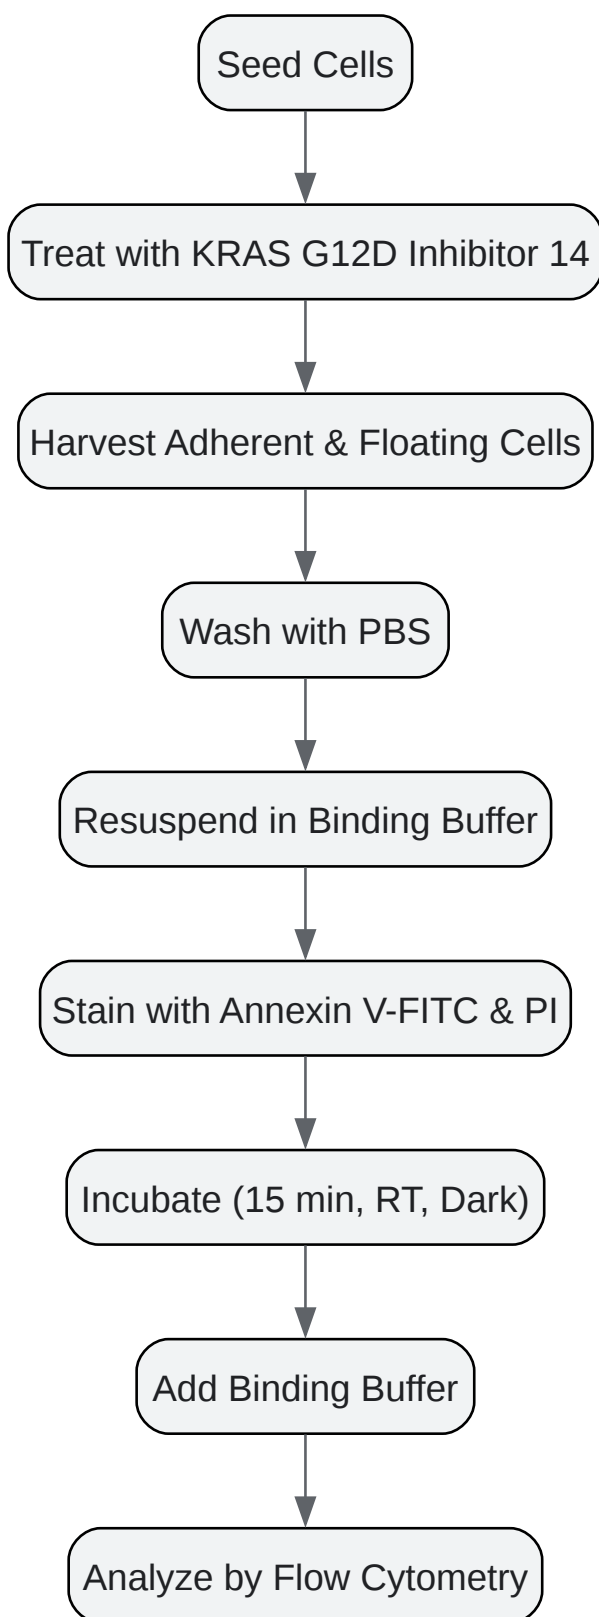 Seed Cells
Treat with KRAS G12D Inhibitor 14
Harvest Adherent & Floating Cells
Wash with PBS
Resuspend in Binding Buffer
Stain with Annexin V-FITC & PI
Incubate (15 min, RT, Dark)
Add Binding Buffer
Analyze by Flow Cytometry